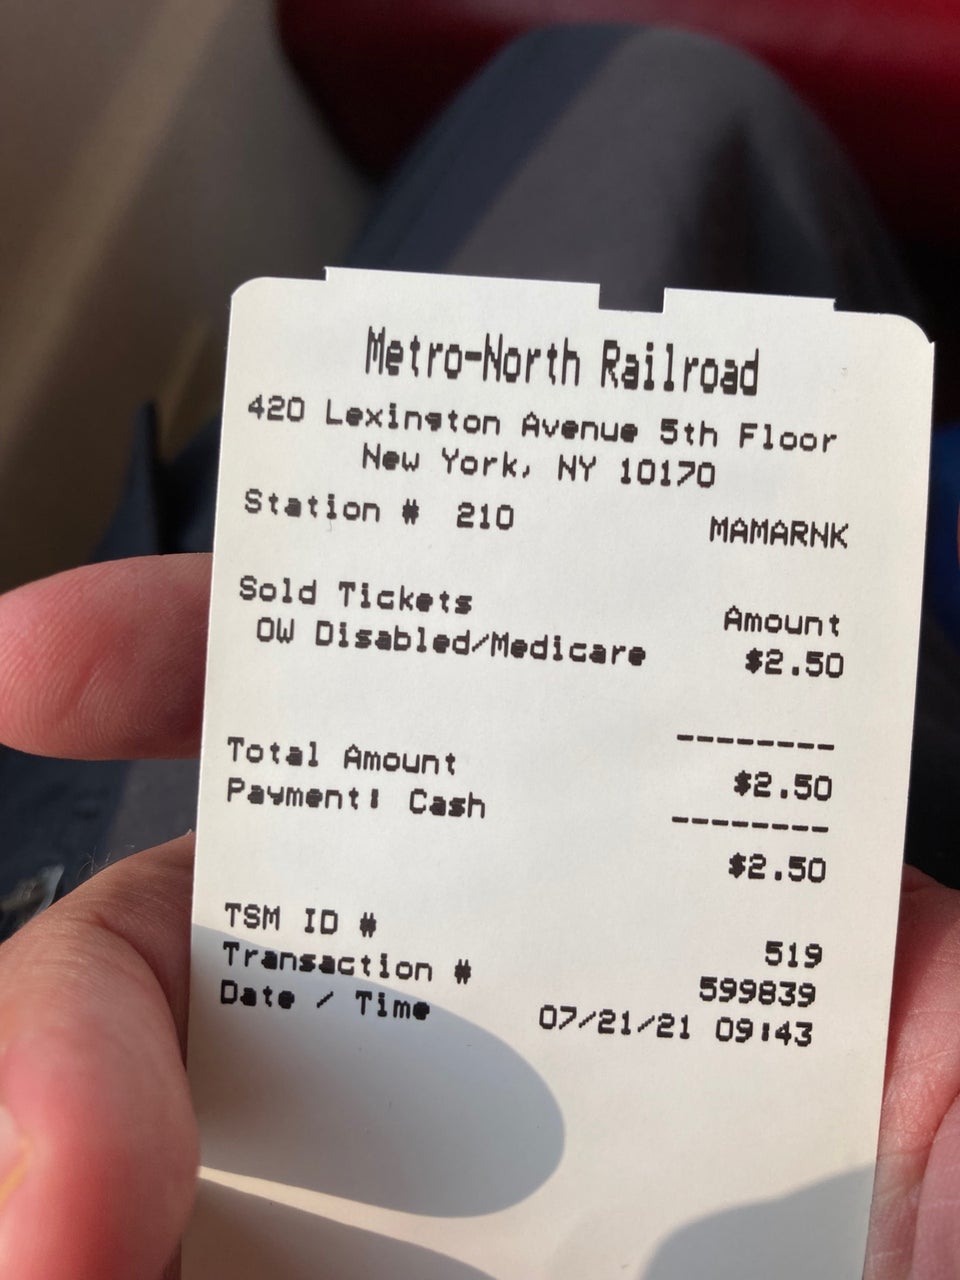 Metro-North Railroad
420 Lexington Avenue 5th Floor
New York, NY 10170
Station # 210 MAMARNK
Sold Tickets Amount
OW Disabled/Medicare $2.50
--------
Total Amount $2.50
Payment: Cash
--------
$2.50
TSM ID # 519
Transaction # 599839
Date / Time 07/21/21 09:43